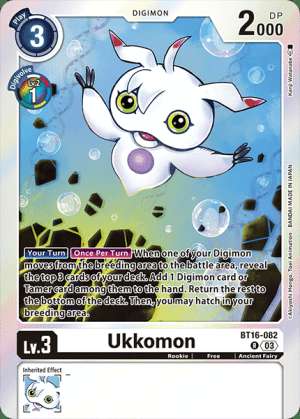 DIGIMON
Play
3
2000
DP
Digivolve
Lv.3
1
Kenji Watanabe
©Akiyoshi Hongo, Toei Animation · BANDAI MADE IN JAPAN
Your Turn Once Per Turn When one of your Digimon
moves from the breeding area to the battle area, reveal
the top 3 cards of your deck. Add 1 Digimon card or
Tamer card among them to the hand. Return the rest to
the bottom of the deck. Then, you may hatch in your
breeding area.
BT16-082
Lv.3
Ukkomon
R 03
Rookie Free Ancient Fairy
Inherited Effect